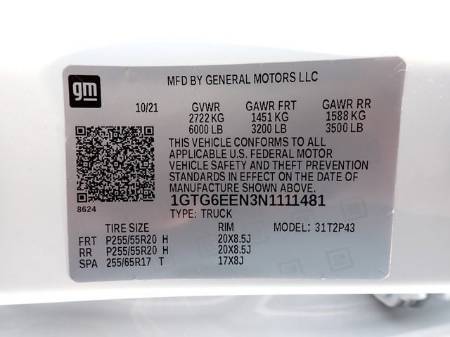 gm
MFD BY GENERAL MOTORS LLC
10/21 GVWR GAWR FRT GAWR RR
2722 KG 1451 KG 1588 KG
6000 LB 3200 LB 3500 LB
THIS VEHICLE CONFORMS TO ALL
APPLICABLE U.S. FEDERAL MOTOR
VEHICLE SAFETY AND THEFT PREVENTION
STANDARDS IN EFFECT ON THE DATE OF
MANUFACTURE SHOWN ABOVE.
8624 1GTG6EEN3N1111481
TYPE: TRUCK
TIRE SIZE RIM MODEL: 31T2P43
FRT P255/55R20 H 20X8.5J
RR P255/55R20 H 20X8.5J
SPA 255/65R17 T 17X8J